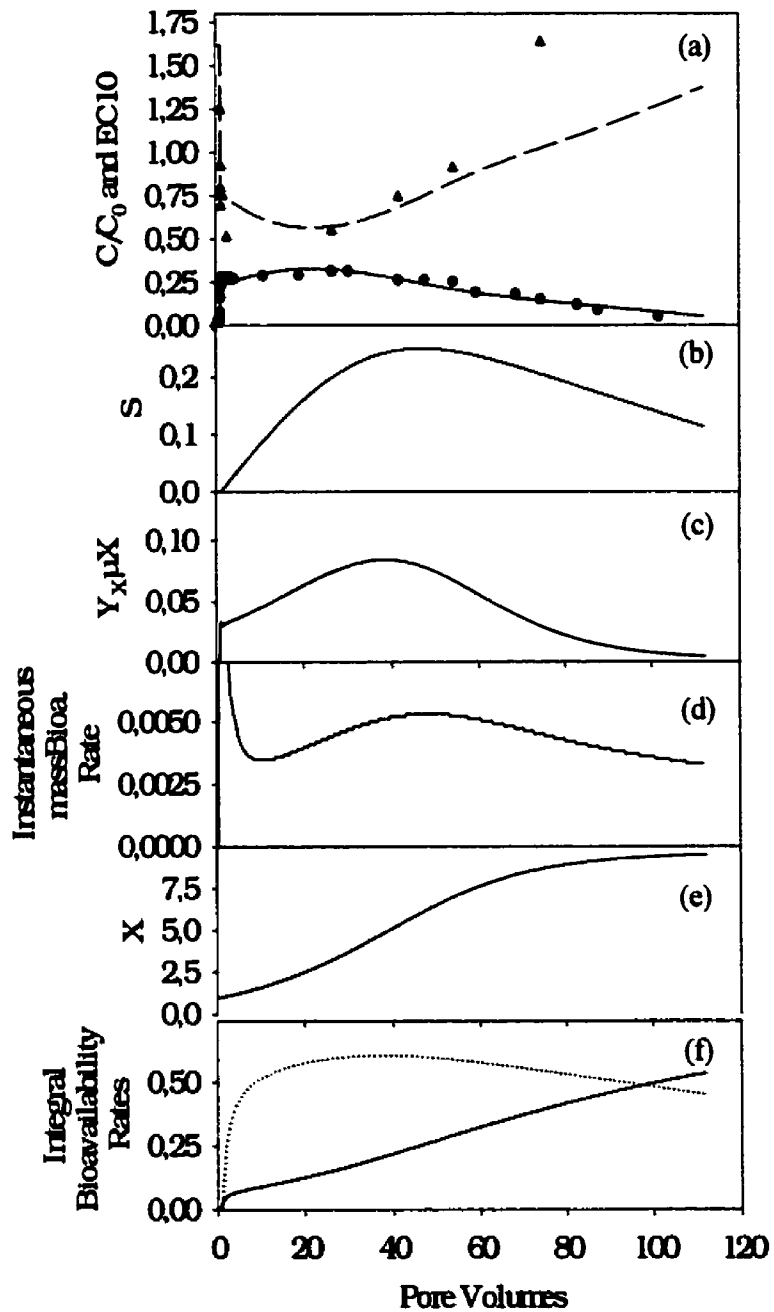 1,75
1,50
1,25
1,00
0,75
0,50
0,25
0,00
C/C0 and EC10
(a)
0,2
0,1
0,0
S
(b)
0,10
0,05
0,00
YXμX
(c)
0,0050
0,0025
0,0000
Instantaneous
massBioa.
Rate
(d)
7,5
5,0
2,5
0,0
X
(e)
0,50
0,25
0,00
Integral
Bioavailability
Rates
(f)
0 20 40 60 80 100 120
Pore Volumes